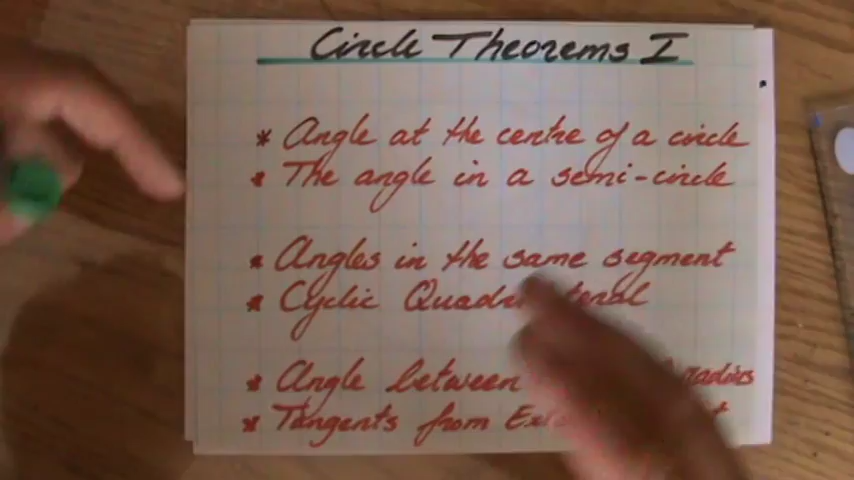 Circle Theorems I
* Angle at the centre of a circle
* The angle in a semi-circle
* Angles in the same segment
* Cyclic
* Angle between radius
* Tangents from